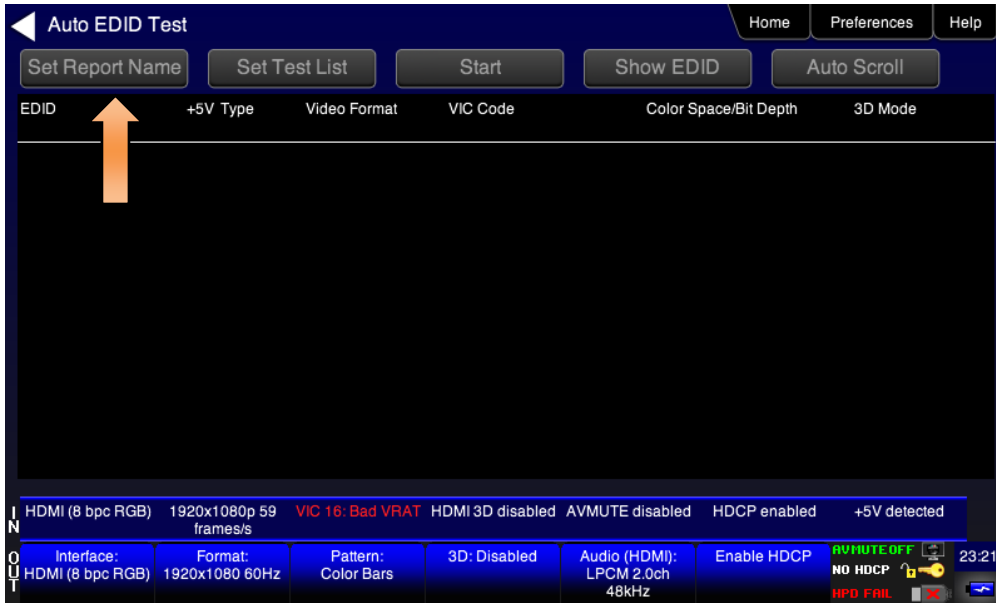 Auto EDID Test
Home
Preferences
Help
Set Report Name
Set Test List
Start
Show EDID
Auto Scroll
EDID
+5V Type
Video Format
VIC Code
Color Space/Bit Depth
3D Mode
IN
HDMI (8 bpc RGB)
1920x1080p 59
frames/s
VIC 16: Bad VRAT
HDMI 3D disabled
AVMUTE disabled
HDCP enabled
+5V detected
OUT
Interface:
HDMI (8 bpc RGB)
Format:
1920x1080 60Hz
Pattern:
Color Bars
3D: Disabled
Audio (HDMI):
LPCM 2.0ch
48kHz
Enable HDCP
AVMUTE OFF
NO HDCP
HPD FAIL
23:21